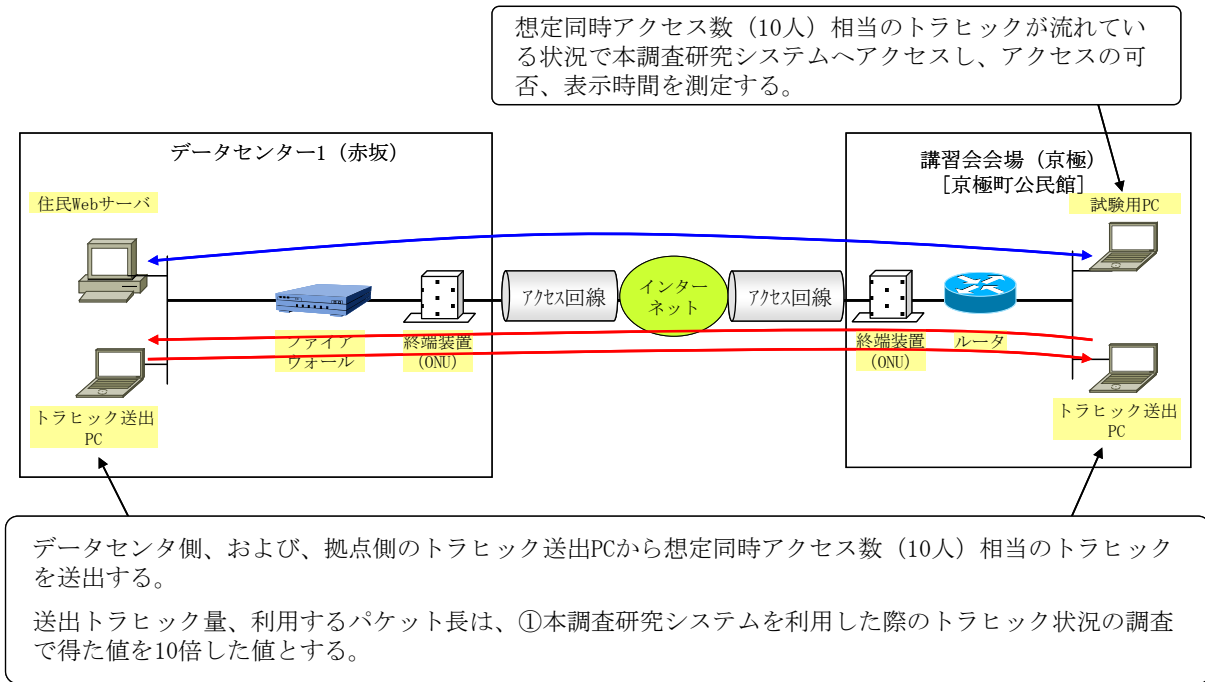 想定同時アクセス数（10人）相当のトラヒックが流れてい
る状況で本調査研究システムへアクセスし、アクセスの可
否、表示時間を測定する。
データセンター1（赤坂）
住民Webサーバ
ファイア
ウォール
終端装置
(ONU)
アクセス回線
インター
ネット
アクセス回線
講習会会場（京極）
［京極町公民館］
試験用PC
終端装置
(ONU)
ルータ
トラヒック送出
PC
トラヒック送出
PC
データセンタ側、および、拠点側のトラヒック送出PCから想定同時アクセス数（10人）相当のトラヒック
を送出する。
送出トラヒック量、利用するパケット長は、①本調査研究システムを利用した際のトラヒック状況の調査
で得た値を10倍した値とする。